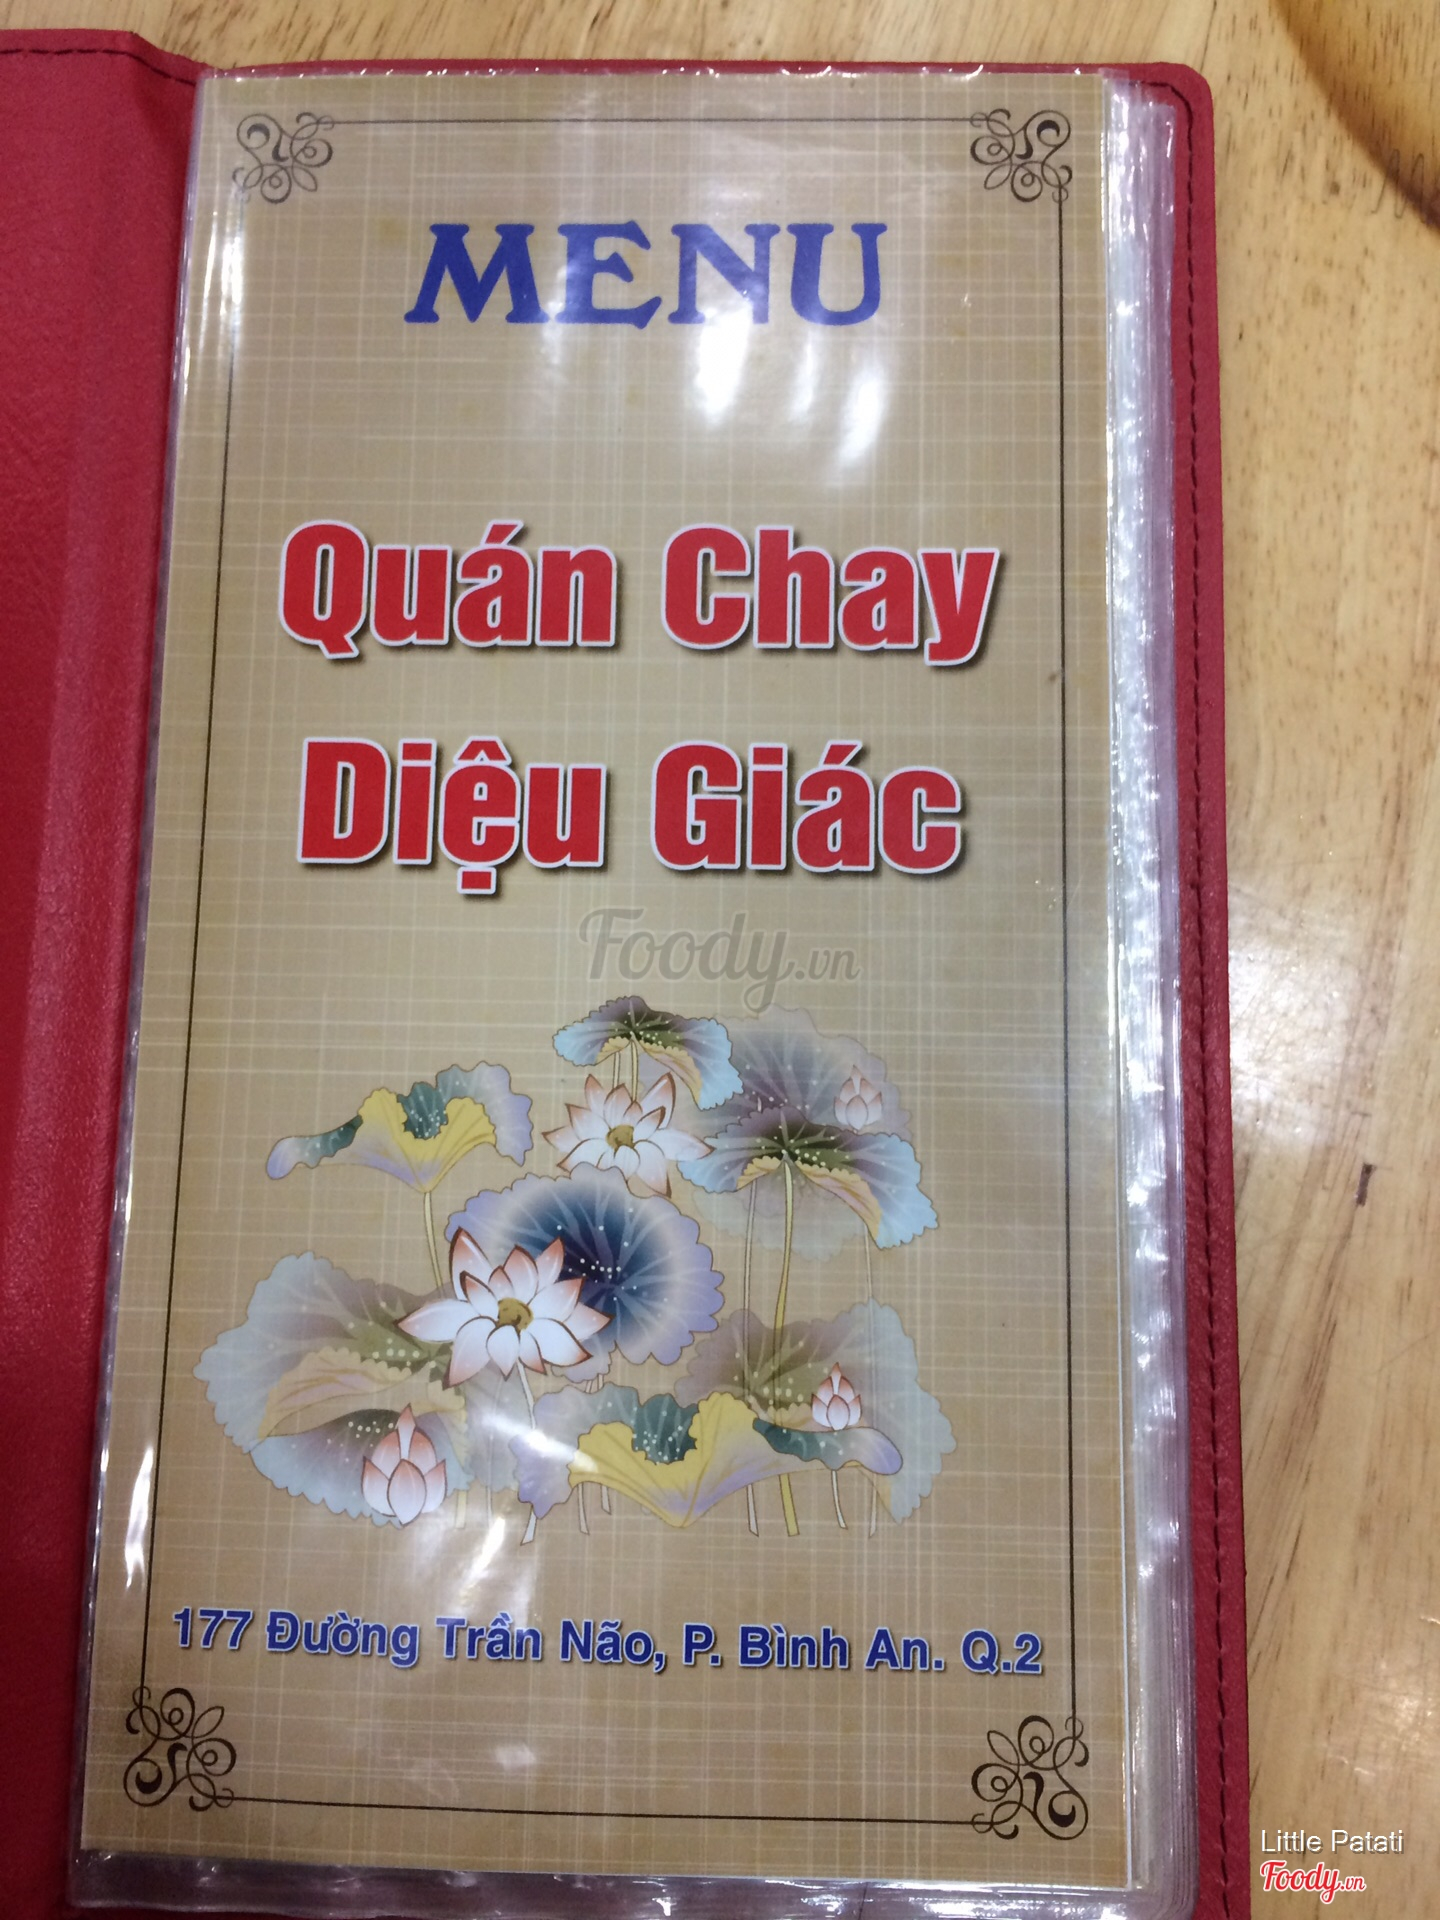 MENU
Quán Chay
Diệu Giác
Foody.vn
177 Đường Trần Não, P. Bình An. Q.2
Little Patati
Foody.vn